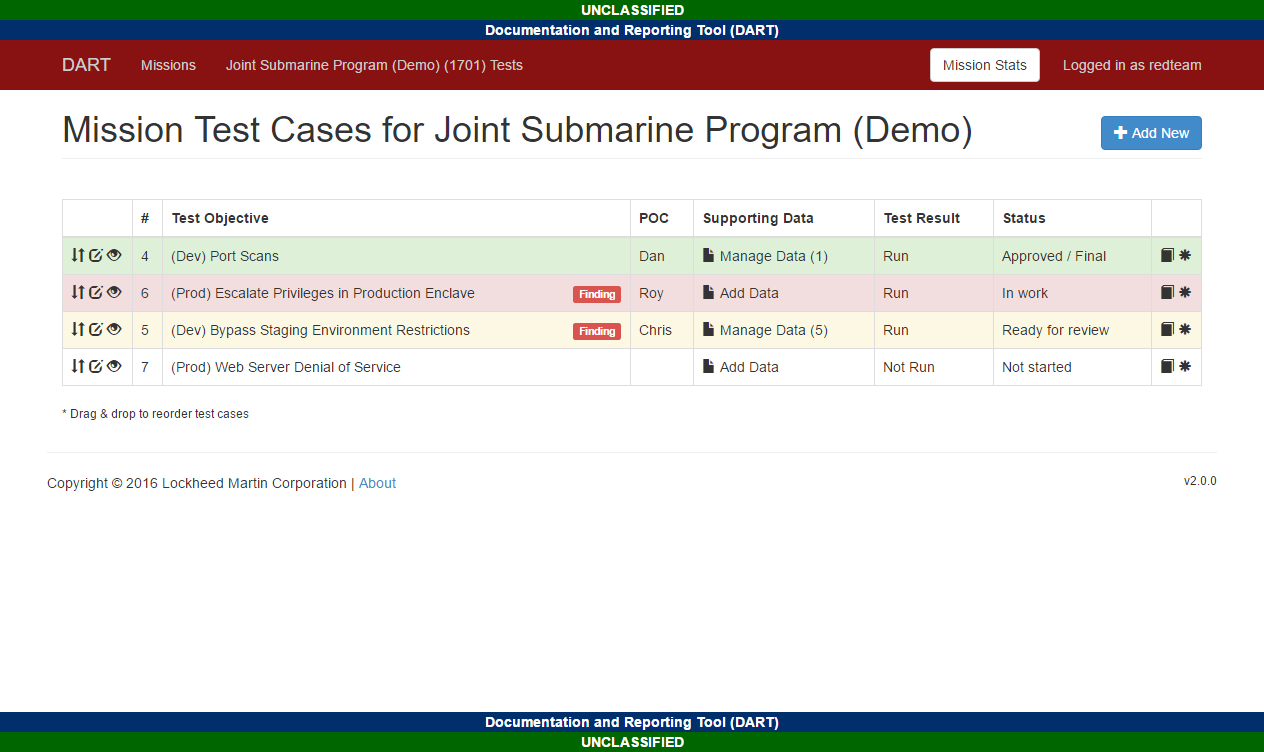 UNCLASSIFIED
Documentation and Reporting Tool (DART)
DART Missions Joint Submarine Program (Demo) (1701) Tests Mission Stats Logged in as redteam
Mission Test Cases for Joint Submarine Program (Demo) Add New
# Test Objective POC Supporting Data Test Result Status
4 (Dev) Port Scans Dan Manage Data (1) Run Approved / Final
6 (Prod) Escalate Privileges in Production Enclave Finding Roy Add Data Run In work
5 (Dev) Bypass Staging Environment Restrictions Finding Chris Manage Data (5) Run Ready for review
7 (Prod) Web Server Denial of Service Add Data Not Run Not started
* Drag & drop to reorder test cases
Copyright © 2016 Lockheed Martin Corporation | About v2.0.0
Documentation and Reporting Tool (DART)
UNCLASSIFIED